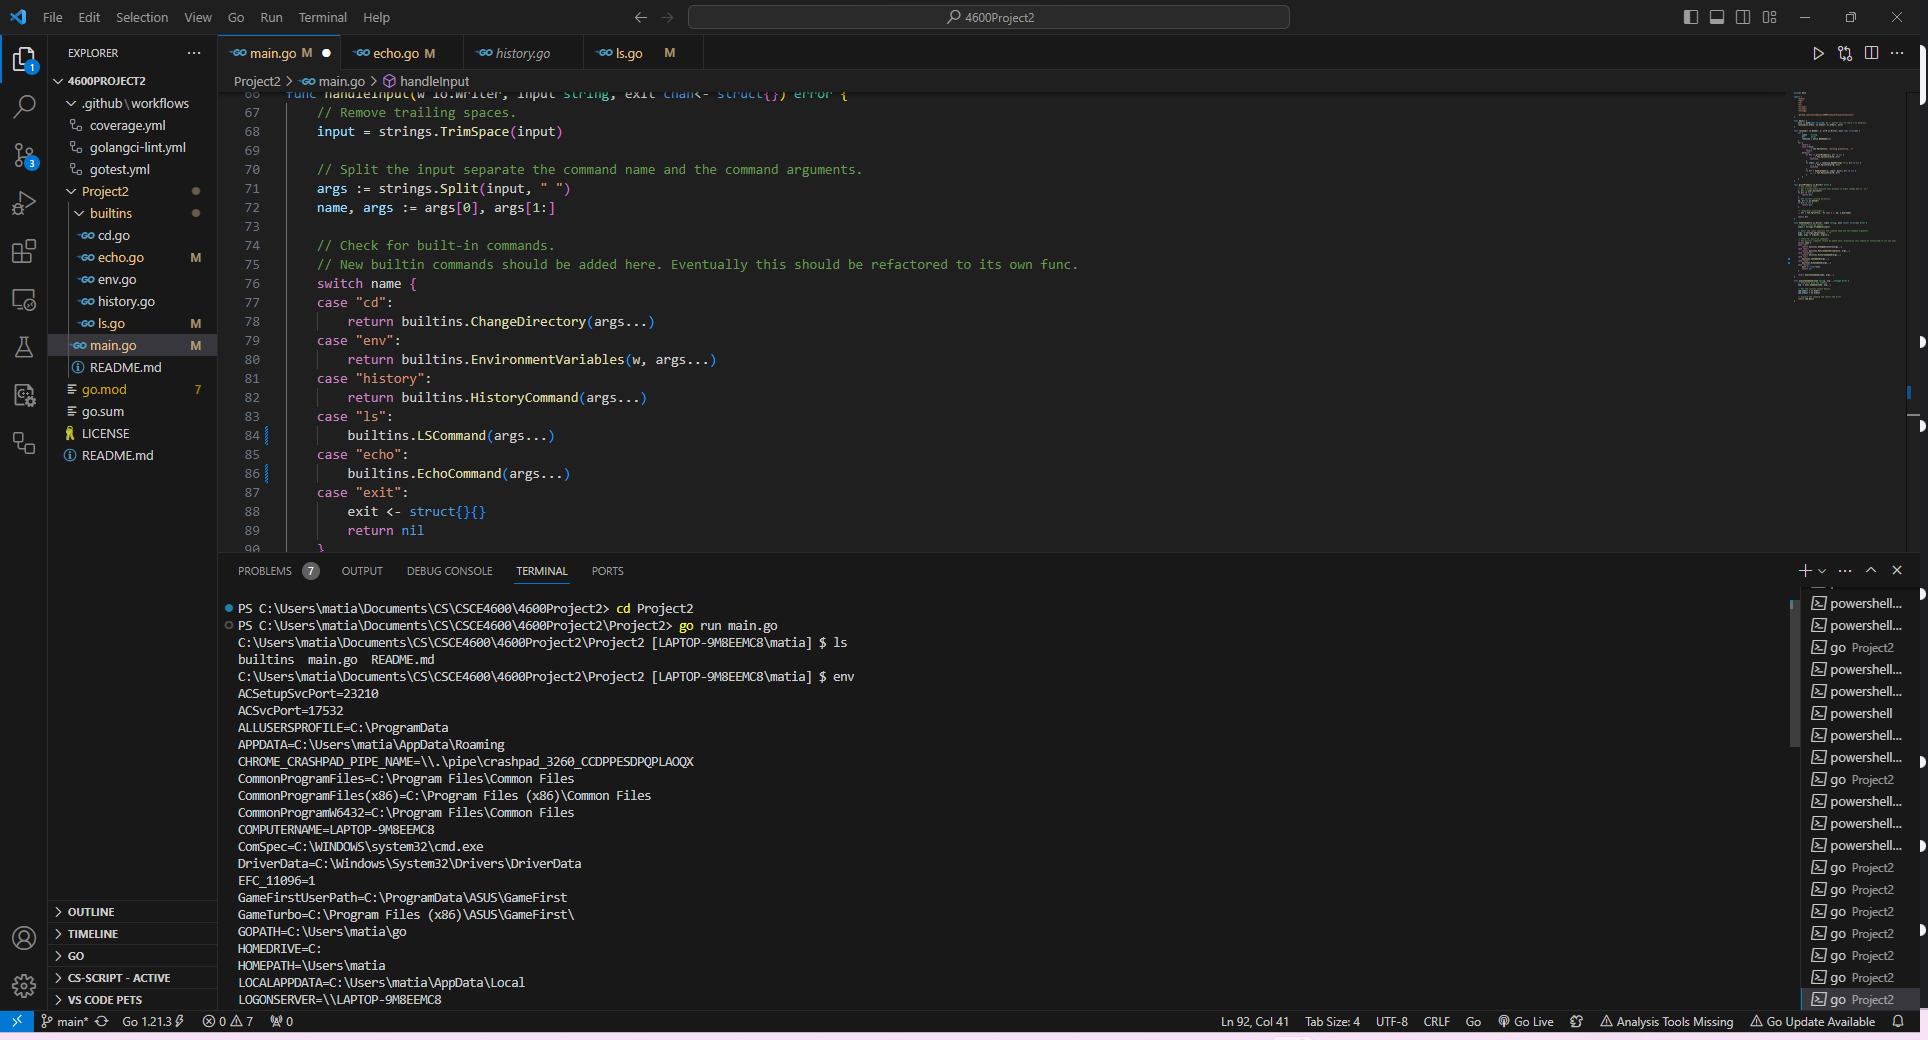 File Edit Selection View Go Run Terminal Help
4600Project2
EXPLORER
main.go M
echo.go M
history.go
ls.go M
Project2 > main.go > handleInput
4600PROJECT2
.github\workflows
coverage.yml
golangci-lint.yml
gotest.yml
Project2
builtins
cd.go
echo.go M
env.go
history.go
ls.go M
main.go M
README.md
go.mod 7
go.sum
LICENSE
README.md
OUTLINE
TIMELINE
GO
CS-SCRIPT - ACTIVE
VS CODE PETS
1
3
66 func handleInput(w io.Writer, input string, exit chan<- struct{}) error {
67 // Remove trailing spaces.
68 input = strings.TrimSpace(input)
69
70 // Split the input separate the command name and the command arguments.
71 args := strings.Split(input, " ")
72 name, args := args[0], args[1:]
73
74 // Check for built-in commands.
75 // New builtin commands should be added here. Eventually this should be refactored to its own func.
76 switch name {
77 case "cd":
78 return builtins.ChangeDirectory(args...)
79 case "env":
80 return builtins.EnvironmentVariables(w, args...)
81 case "history":
82 return builtins.HistoryCommand(args...)
83 case "ls":
84 builtins.LSCommand(args...)
85 case "echo":
86 builtins.EchoCommand(args...)
87 case "exit":
88 exit <- struct{}{}
89 return nil
90 }
PROBLEMS 7 OUTPUT DEBUG CONSOLE TERMINAL PORTS
PS C:\Users\matia\Documents\CS\CSCE4600\4600Project2> cd Project2
PS C:\Users\matia\Documents\CS\CSCE4600\4600Project2\Project2> go run main.go
C:\Users\matia\Documents\CS\CSCE4600\4600Project2\Project2 [LAPTOP-9M8EEMC8\matia] $ ls
builtins main.go README.md
C:\Users\matia\Documents\CS\CSCE4600\4600Project2\Project2 [LAPTOP-9M8EEMC8\matia] $ env
ACSetupSvcPort=23210
ACSvcPort=17532
ALLUSERSPROFILE=C:\ProgramData
APPDATA=C:\Users\matia\AppData\Roaming
CHROME_CRASHPAD_PIPE_NAME=\\.\pipe\crashpad_3260_CCDPPESDPQPLAOQX
CommonProgramFiles=C:\Program Files\Common Files
CommonProgramFiles(x86)=C:\Program Files (x86)\Common Files
CommonProgramW6432=C:\Program Files\Common Files
COMPUTERNAME=LAPTOP-9M8EEMC8
ComSpec=C:\WINDOWS\system32\cmd.exe
DriverData=C:\Windows\System32\Drivers\DriverData
EFC_11096=1
GameFirstUserPath=C:\ProgramData\ASUS\GameFirst
GameTurbo=C:\Program Files (x86)\ASUS\GameFirst\
GOPATH=C:\Users\matia\go
HOMEDRIVE=C:
HOMEPATH=\Users\matia
LOCALAPPDATA=C:\Users\matia\AppData\Local
LOGONSERVER=\\LAPTOP-9M8EEMC8
powershell...
powershell...
go Project2
powershell...
powershell...
powershell
powershell...
powershell...
go Project2
powershell...
powershell...
powershell...
go Project2
go Project2
go Project2
go Project2
go Project2
go Project2
go Project2
main* Go 1.21.3 0 7 0
Ln 92, Col 41 Tab Size: 4 UTF-8 CRLF Go Go Live Analysis Tools Missing Go Update Available